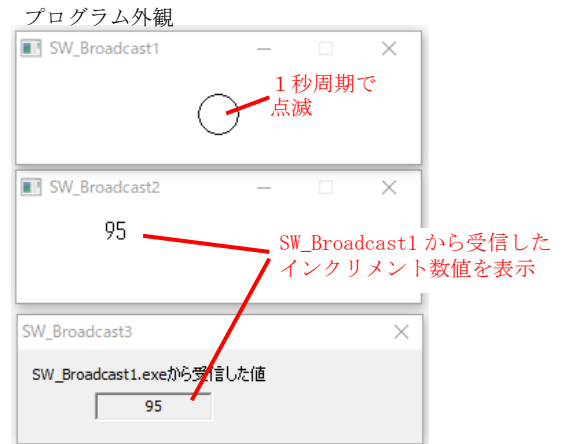 プログラム外観
SW_Broadcast1
１秒周期で
点滅
SW_Broadcast2
95
SW_Broadcast1 から受信した
インクリメント数値を表示
SW_Broadcast3
SW_Broadcast1.exeから受信した値
95